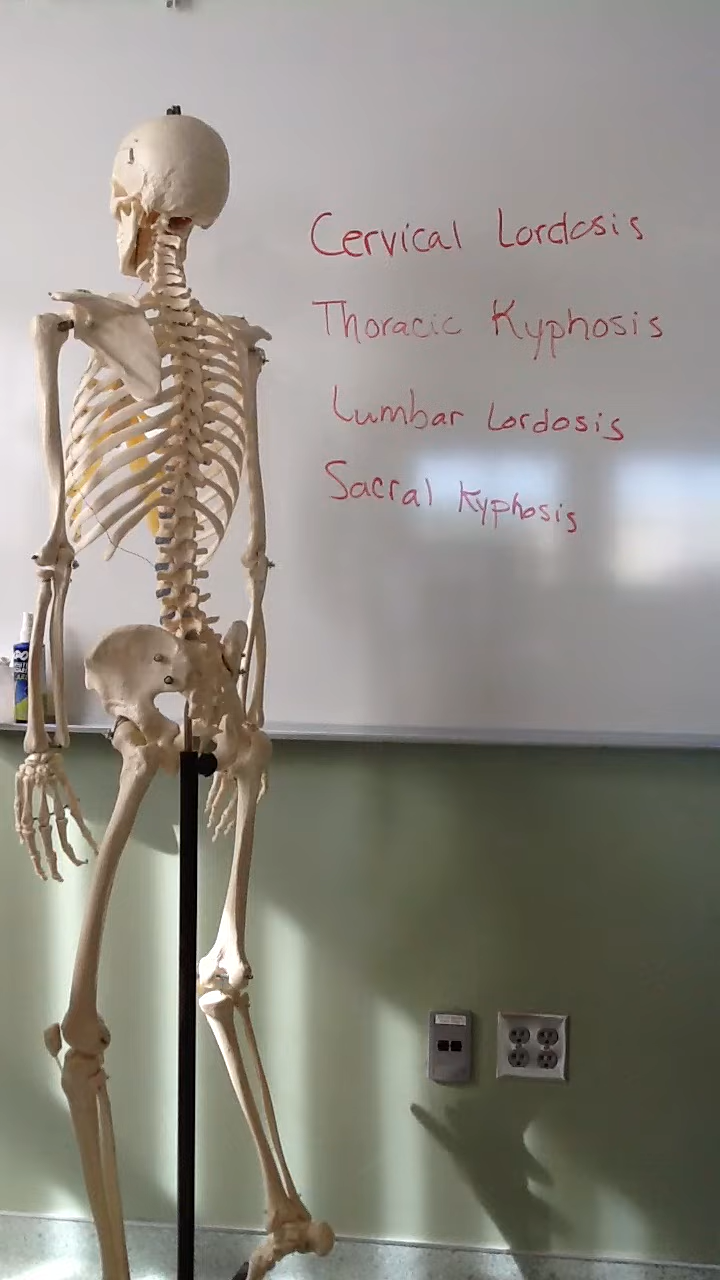 Cervical Lordosis
Thoracic Kyphosis
Lumbar Lordosis
Sacral Kyphosis